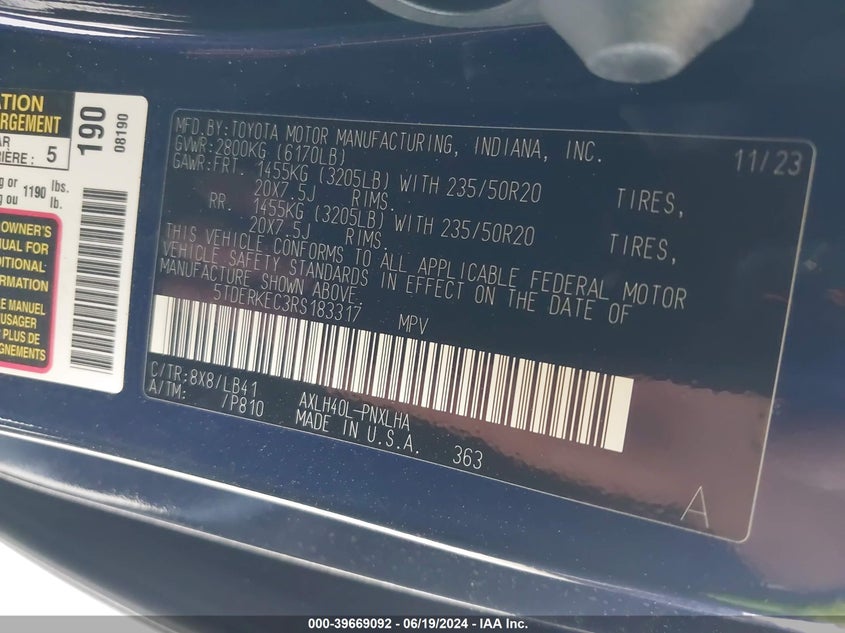 ATION
RGEMENT
AR
RIÈRE : 5
190
08190
g or 1190 lbs.
g ou lb.
OWNER'S
NUAL FOR
DITIONAL
RMATION
E MANUEL
USAGER
PLUS DE
GNEMENTS
MFD.BY:TOYOTA MOTOR MANUFACTURING, INDIANA, INC. 11/23
GVWR:2800KG (6170LB)
GAWR:FRT. 1455KG (3205LB) WITH 235/50R20 TIRES,
20X7.5J RIMS.
RR. 1455KG (3205LB) WITH 235/50R20 TIRES,
20X7.5J RIMS.
THIS VEHICLE CONFORMS TO ALL APPLICABLE FEDERAL MOTOR
VEHICLE SAFETY STANDARDS IN EFFECT ON THE DATE OF
MANUFACTURE SHOWN ABOVE.
5TDERKEC3RS183317 MPV
C/TR:8X8/LB41 AXLH40L-PNXLHA
A/TM: /P810 MADE IN U.S.A. 363
A
000-39669092 - 06/19/2024 - IAA Inc.